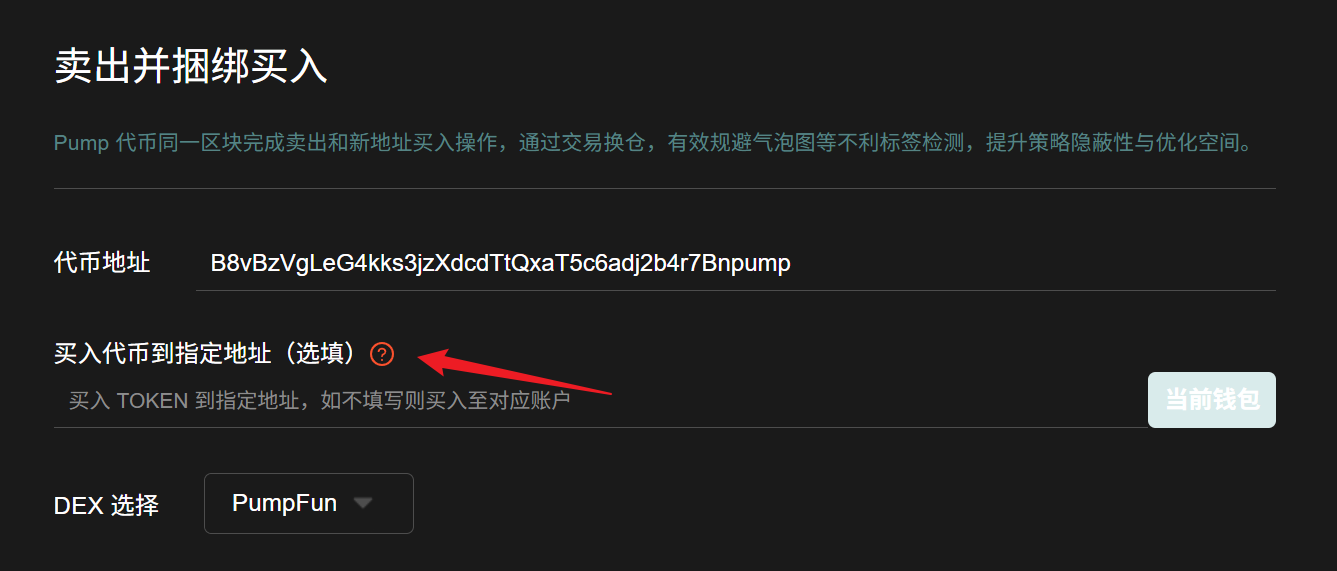 卖出并捆绑买入
Pump 代币同一区块完成卖出和新地址买入操作，通过交易换仓，有效规避气泡图等不利标签检测，提升策略隐蔽性与优化空间。
代币地址 B8vBzVgLeG4kks3jzXdcdTtQxaT5c6adj2b4r7Bnpump
买入代币到指定地址（选填） ?
买入 TOKEN 到指定地址，如不填写则买入至对应账户 当前钱包
DEX 选择 PumpFun